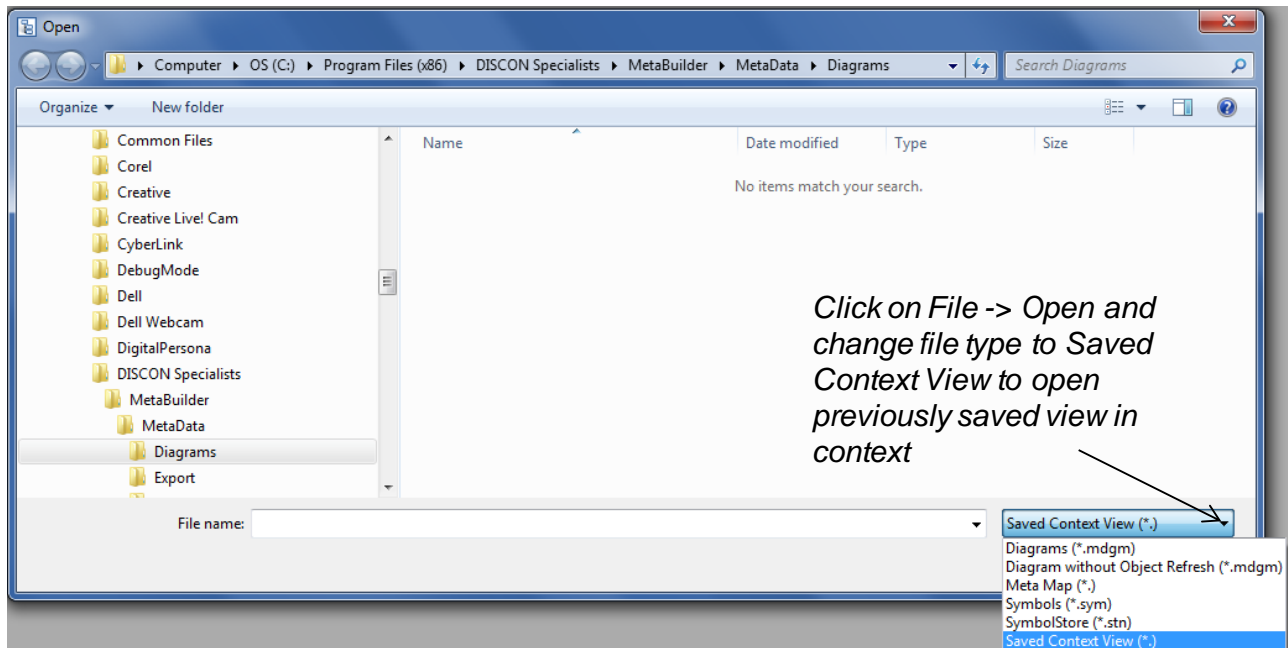 Open
Computer OS (C:) Program Files (x86) DISCON Specialists MetaBuilder MetaData Diagrams
Search Diagrams
Organize
New folder
Name
Date modified
Type
Size
No items match your search.
Common Files
Corel
Creative
Creative Live! Cam
CyberLink
DebugMode
Dell
Dell Webcam
DigitalPersona
DISCON Specialists
MetaBuilder
MetaData
Diagrams
Export
Click on File -> Open and
change file type to Saved
Context View to open
previously saved view in
context
File name:
Saved Context View (*.)
Diagrams (*.mdgm)
Diagram without Object Refresh (*.mdgm)
Meta Map (*.)
Symbols (*.sym)
SymbolStore (*.stn)
Saved Context View (*.)